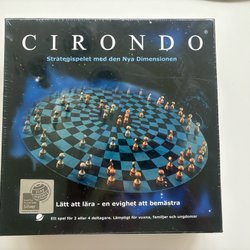 CIRONDO®
Strategispelet med den Nya Dimensionen
Lätt att lära - en evighet att bemästra
Ett spel för 2 eller 4 deltagare. Lämpligt för vuxna, familjer och ungdomar